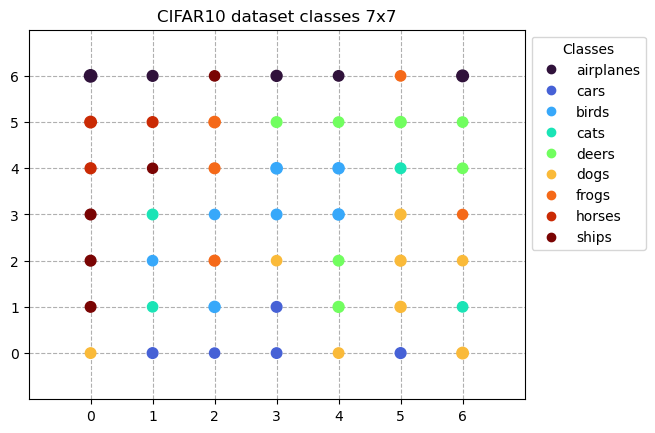 CIFAR10 dataset classes 7x7
6
5
4
3
2
1
0
0 1 2 3 4 5 6
Classes
airplanes
cars
birds
cats
deers
dogs
frogs
horses
ships